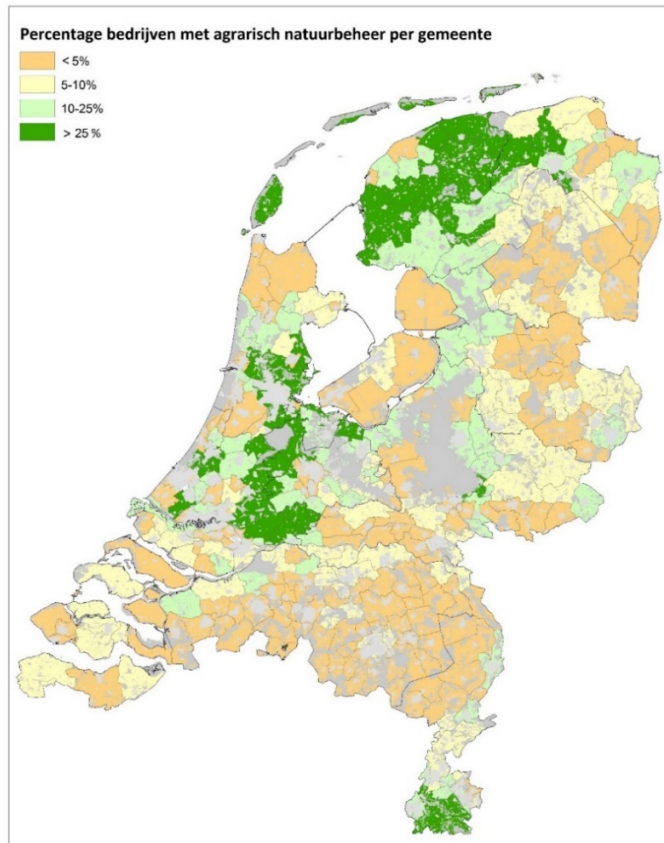 Percentage bedrijven met agrarisch natuurbeheer per gemeente
< 5%
5-10%
10-25%
> 25 %